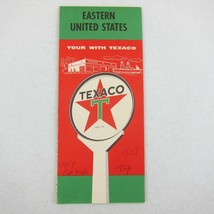 EASTERN
UNITED STATES
TOUR WITH TEXACO
TEXACO
T